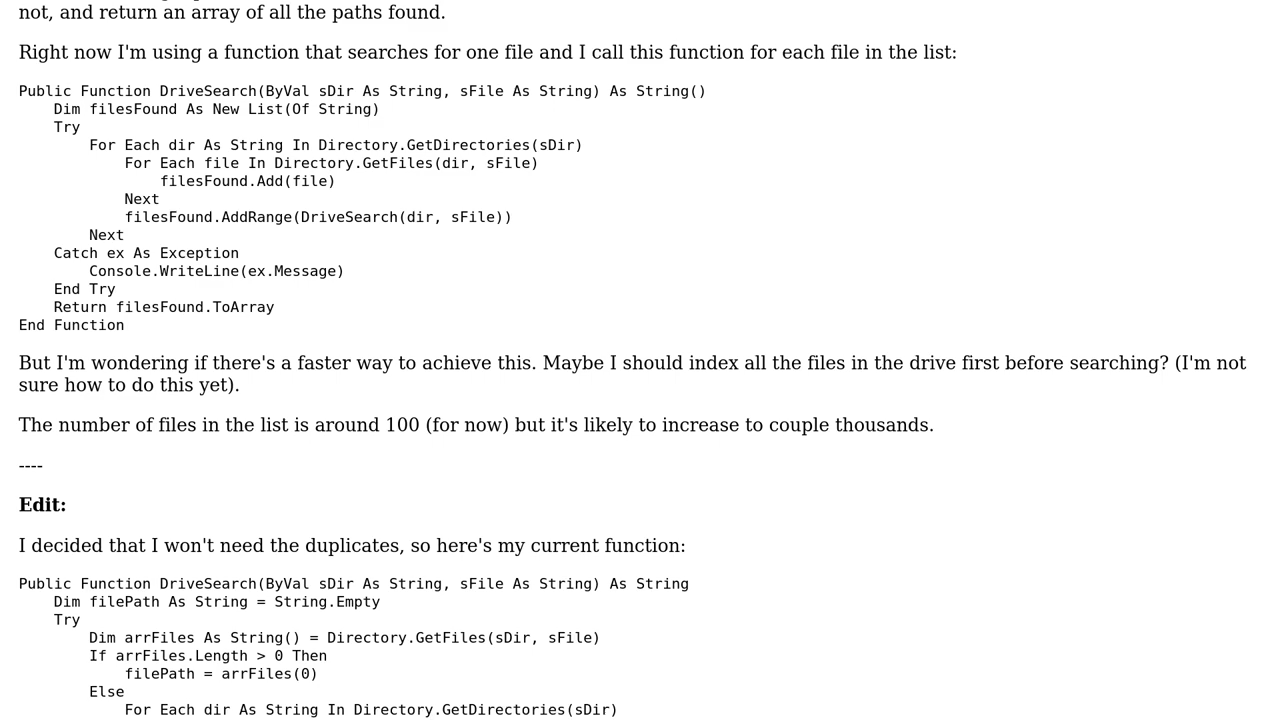 not, and return an array of all the paths found.
Right now I'm using a function that searches for one file and I call this function for each file in the list:
Public Function DriveSearch(ByVal sDir As String, sFile As String) As String()
    Dim filesFound As New List(Of String)
    Try
        For Each dir As String In Directory.GetDirectories(sDir)
            For Each file In Directory.GetFiles(dir, sFile)
                filesFound.Add(file)
            Next
            filesFound.AddRange(DriveSearch(dir, sFile))
        Next
    Catch ex As Exception
        Console.WriteLine(ex.Message)
    End Try
    Return filesFound.ToArray
End Function
But I'm wondering if there's a faster way to achieve this. Maybe I should index all the files in the drive first before searching? (I'm not
sure how to do this yet).
The number of files in the list is around 100 (for now) but it's likely to increase to couple thousands.
----
Edit:
I decided that I won't need the duplicates, so here's my current function:
Public Function DriveSearch(ByVal sDir As String, sFile As String) As String
    Dim filePath As String = String.Empty
    Try
        Dim arrFiles As String() = Directory.GetFiles(sDir, sFile)
        If arrFiles.Length > 0 Then
            filePath = arrFiles(0)
        Else
            For Each dir As String In Directory.GetDirectories(sDir)